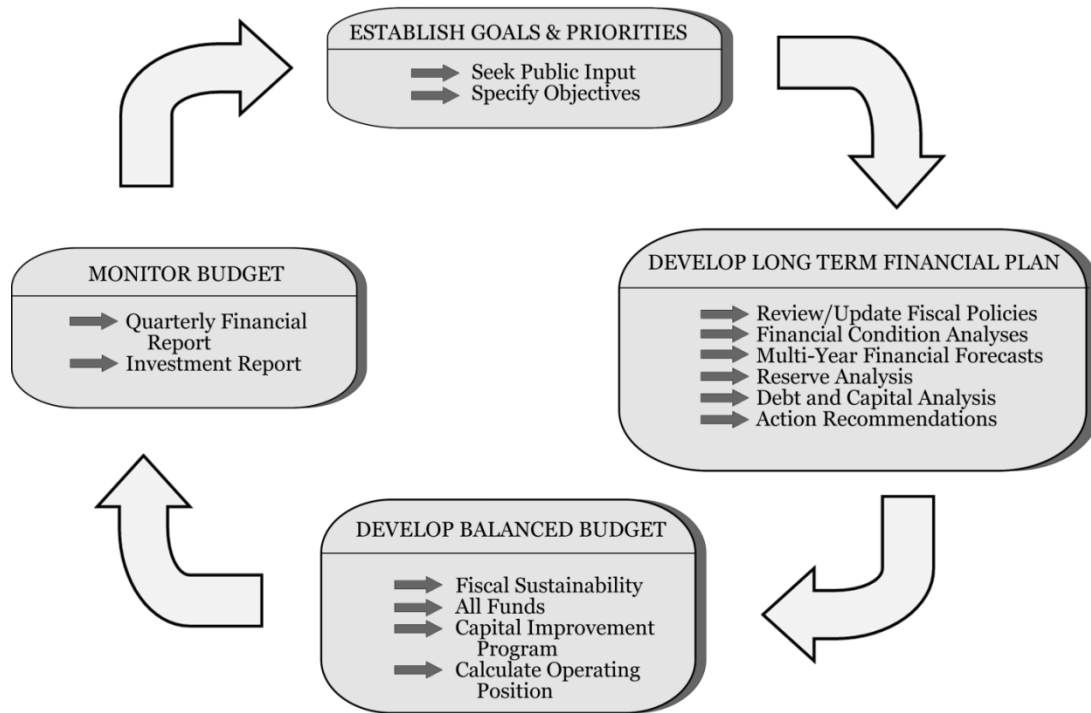 ESTABLISH GOALS & PRIORITIES
Seek Public Input
Specify Objectives
DEVELOP LONG TERM FINANCIAL PLAN
Review/Update Fiscal Policies
Financial Condition Analyses
Multi-Year Financial Forecasts
Reserve Analysis
Debt and Capital Analysis
Action Recommendations
DEVELOP BALANCED BUDGET
Fiscal Sustainability
All Funds
Capital Improvement
Program
Calculate Operating
Position
MONITOR BUDGET
Quarterly Financial
Report
Investment Report